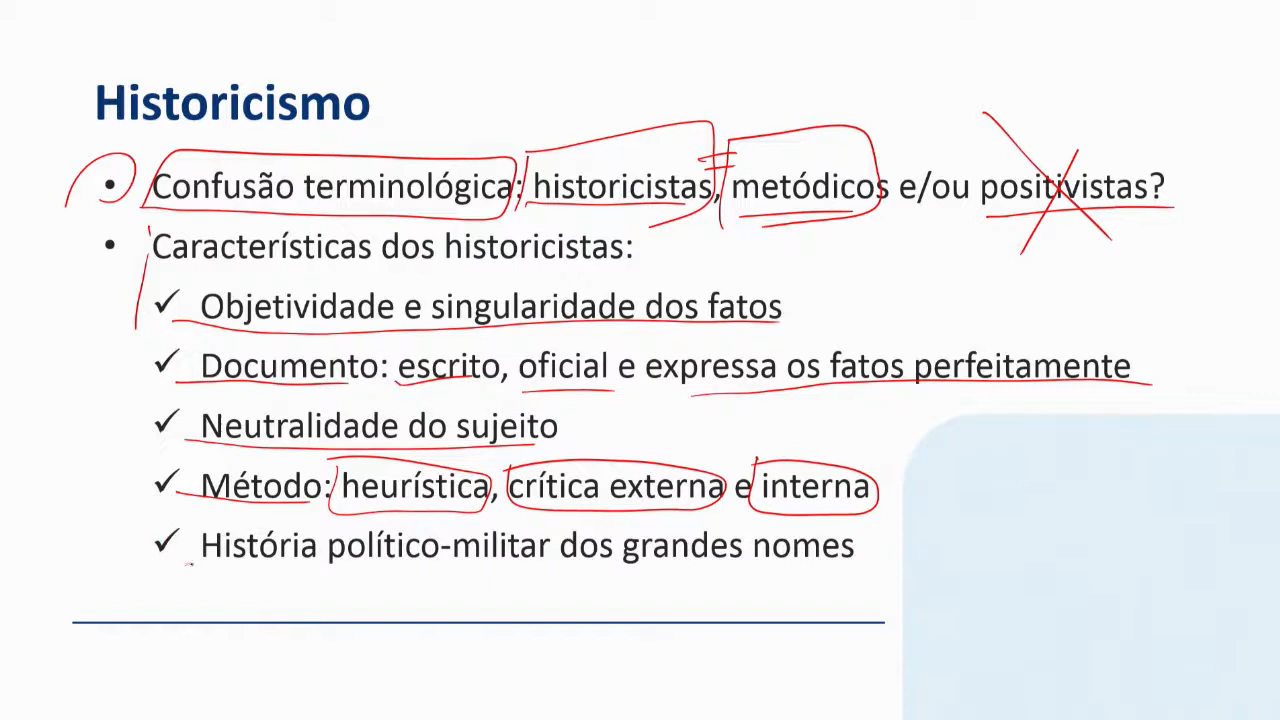 Historicismo
• Confusão terminológica: historicistas, metódicos e/ou positivistas?
• Características dos historicistas:
✓ Objetividade e singularidade dos fatos
✓ Documento: escrito, oficial e expressa os fatos perfeitamente
✓ Neutralidade do sujeito
✓ Método: heurística, crítica externa e interna
✓ História político-militar dos grandes nomes